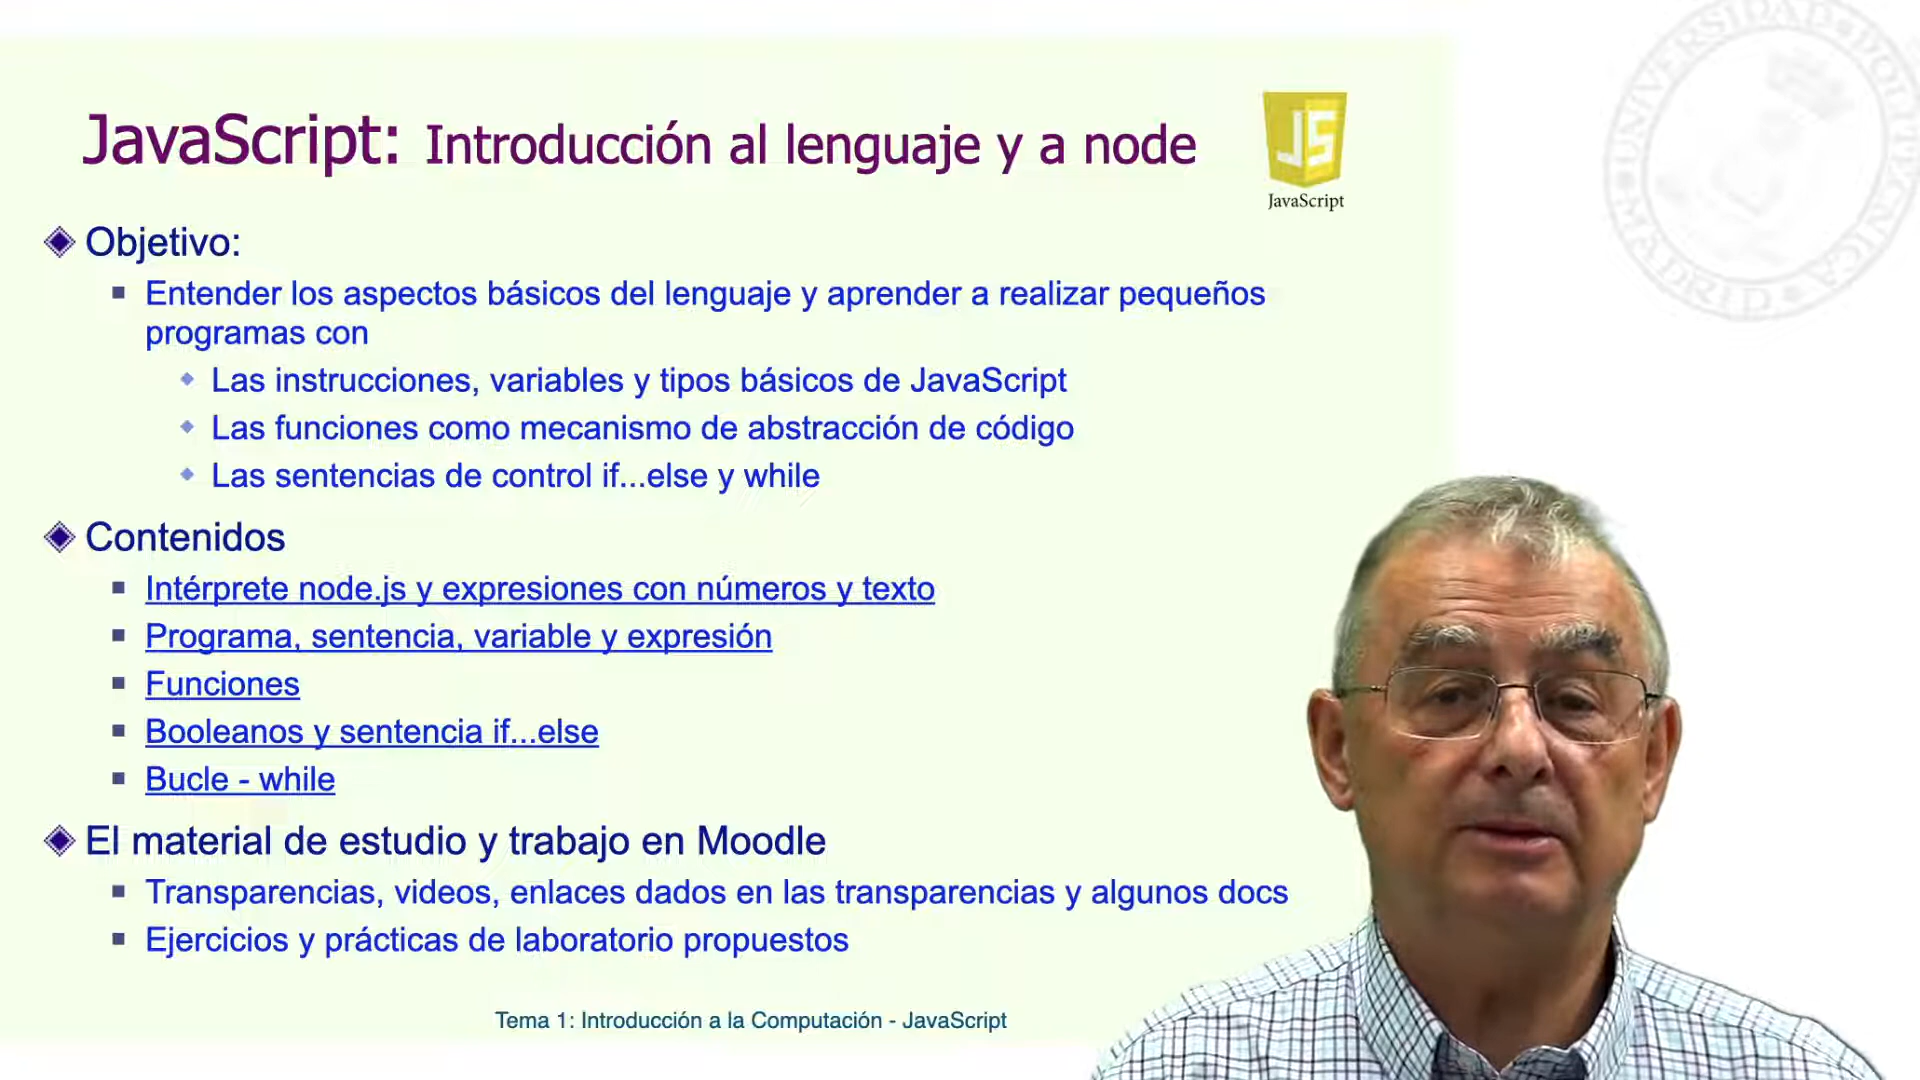 JavaScript: Introducción al lenguaje y a node
JS
JavaScript
UNIVERSIDAD POLITÉCNICA
MADRID
Objetivo:
Entender los aspectos básicos del lenguaje y aprender a realizar pequeños
programas con
Las instrucciones, variables y tipos básicos de JavaScript
Las funciones como mecanismo de abstracción de código
Las sentencias de control if...else y while
Contenidos
Intérprete node.js y expresiones con números y texto
Programa, sentencia, variable y expresión
Funciones
Booleanos y sentencia if...else
Bucle - while
El material de estudio y trabajo en Moodle
Transparencias, videos, enlaces dados en las transparencias y algunos docs
Ejercicios y prácticas de laboratorio propuestos
Tema 1: Introducción a la Computación - JavaScript